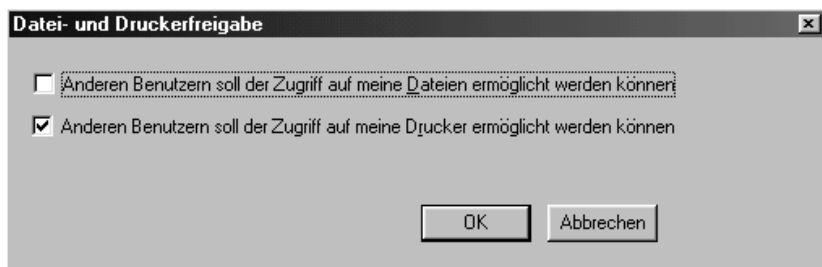 Datei- und Druckerfreigabe
Anderen Benutzern soll der Zugriff auf meine Dateien ermöglicht werden können
Anderen Benutzern soll der Zugriff auf meine Drucker ermöglicht werden können
OK Abbrechen